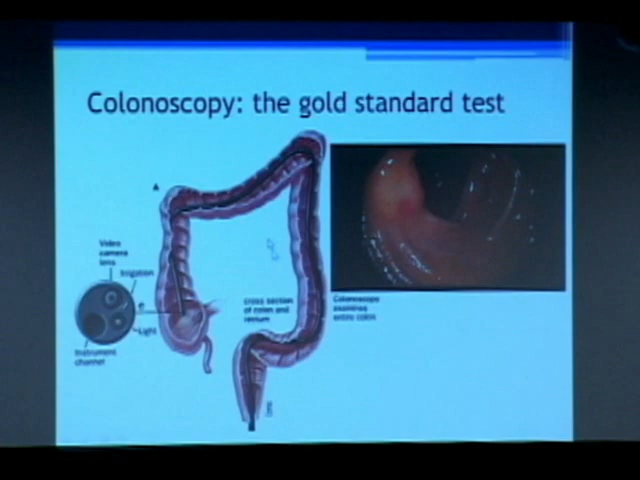 Colonoscopy: the gold standard test
A
Video
camera
lens
Irrigation
Light
Instrument
channel
cross section
of colon and
rectum
Colonoscope
examines
entire colon